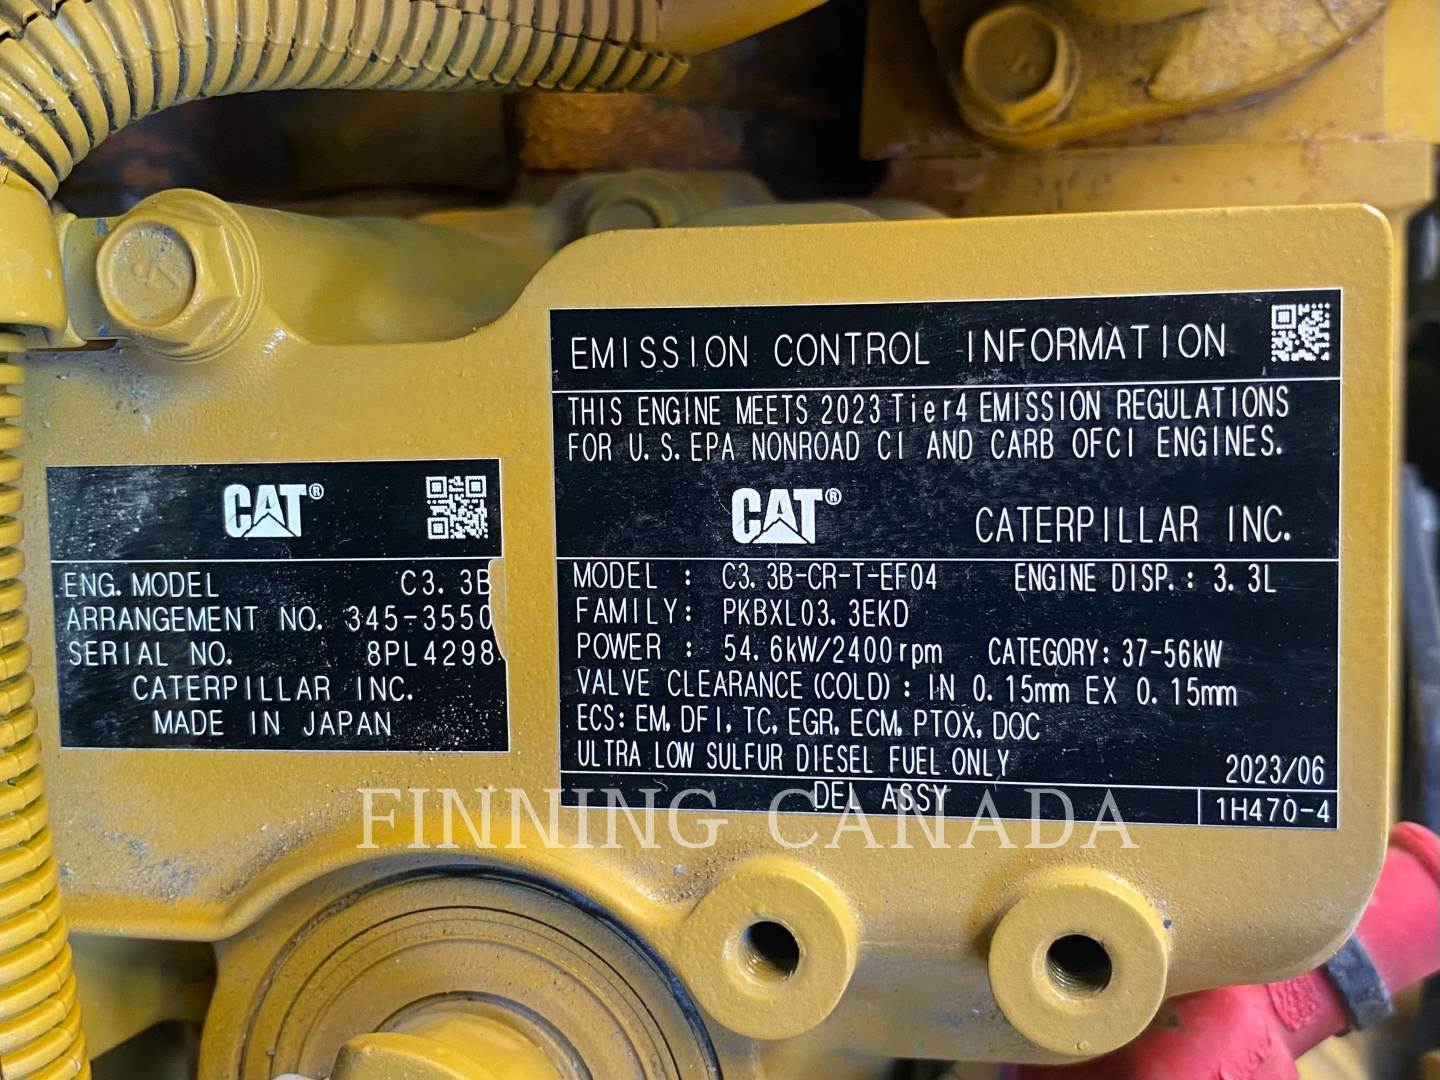 CAT®
ENG. MODEL C3.3B
ARRANGEMENT NO. 345-3550
SERIAL NO. 8PL4298
CATERPILLAR INC.
MADE IN JAPAN
EMISSION CONTROL INFORMATION
THIS ENGINE MEETS 2023 Tier4 EMISSION REGULATIONS
FOR U.S. EPA NONROAD CI AND CARB OFCI ENGINES.
CAT® CATERPILLAR INC.
MODEL : C3.3B-CR-T-EF04 ENGINE DISP.: 3.3L
FAMILY: PKBXL03.3EKD
POWER : 54.6kW/2400rpm CATEGORY: 37-56kW
VALVE CLEARANCE (COLD) : IN 0.15mm EX 0.15mm
ECS: EM, DFI, TC, EGR, ECM, PTOX, DOC
ULTRA LOW SULFUR DIESEL FUEL ONLY 2023/06
DEL ASSY 1H470-4
FINNING CANADA